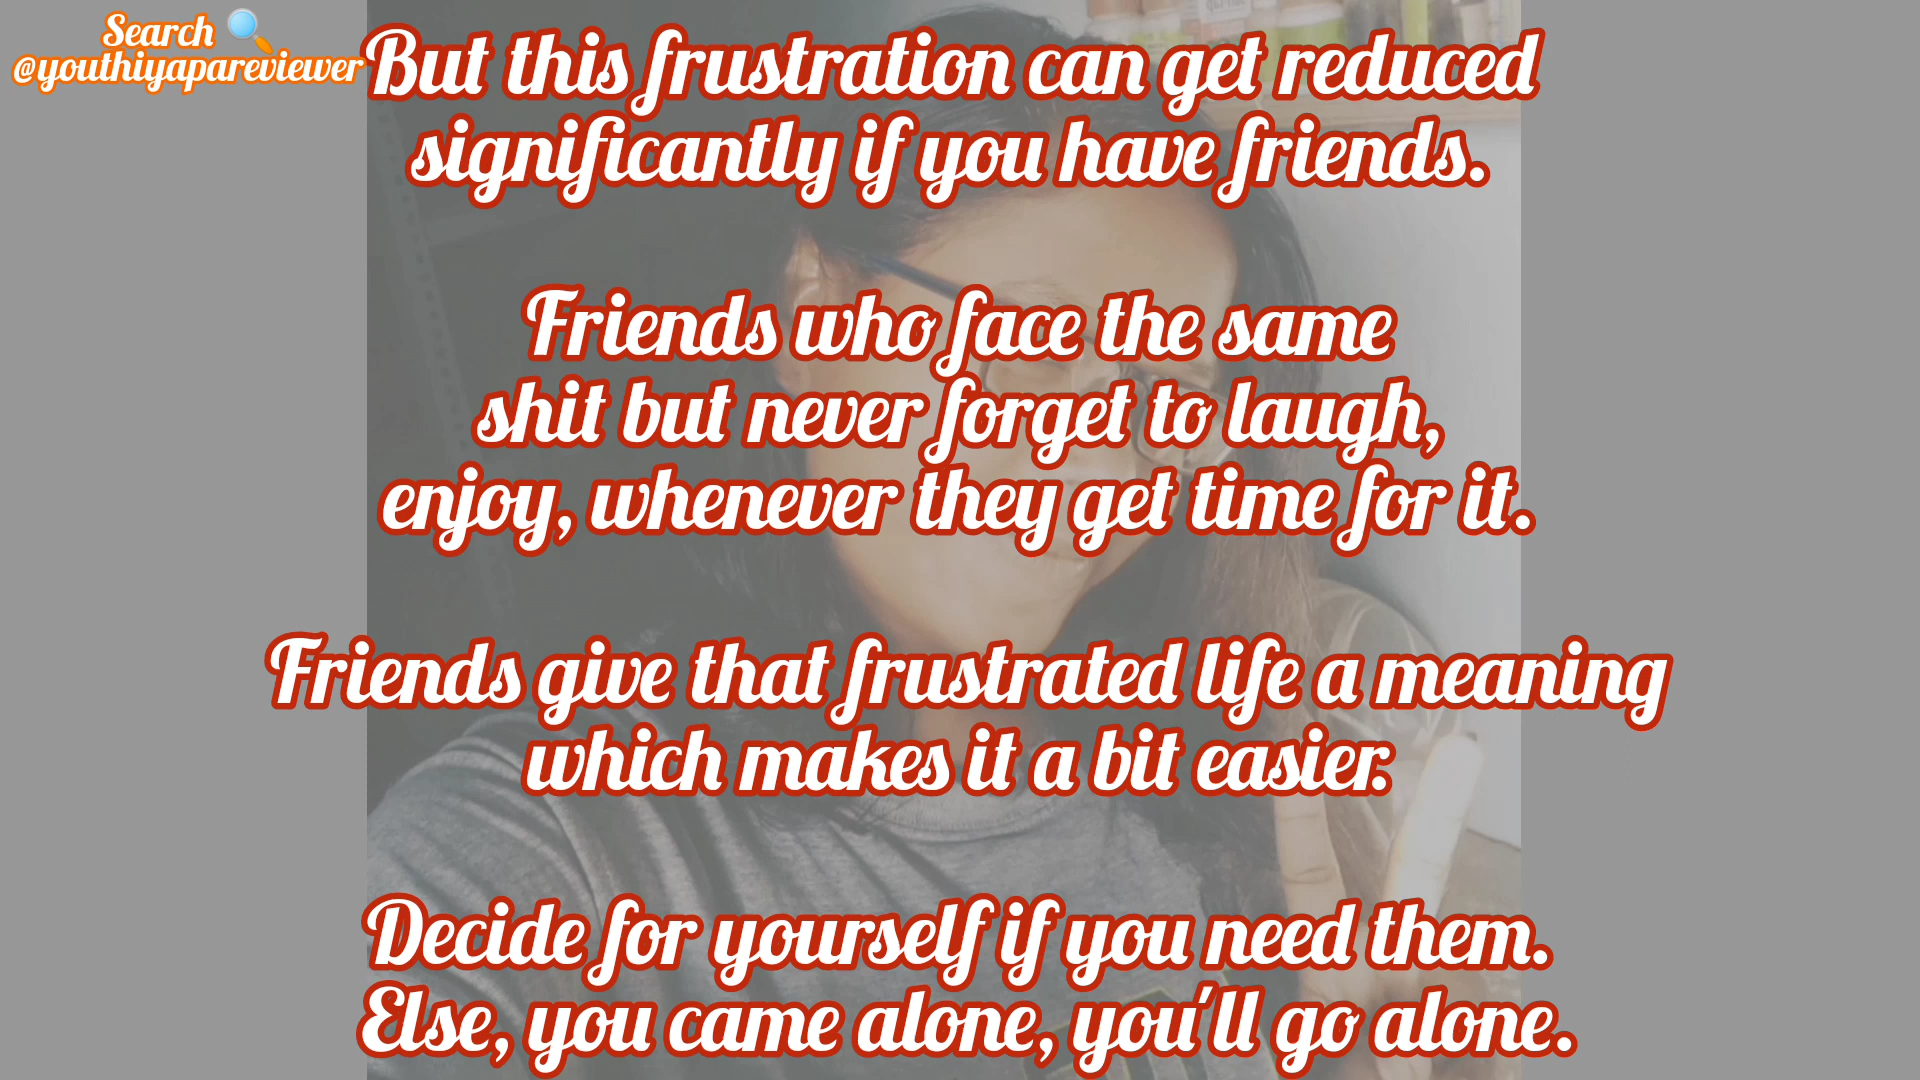 Search 🔍
@youthiyapareviewer
But this frustration can get reduced
significantly if you have friends.
Friends who face the same
shit but never forget to laugh,
enjoy, whenever they get time for it.
Friends give that frustrated life a meaning
which makes it a bit easier.
Decide for yourself if you need them.
Else, you came alone, you'll go alone.